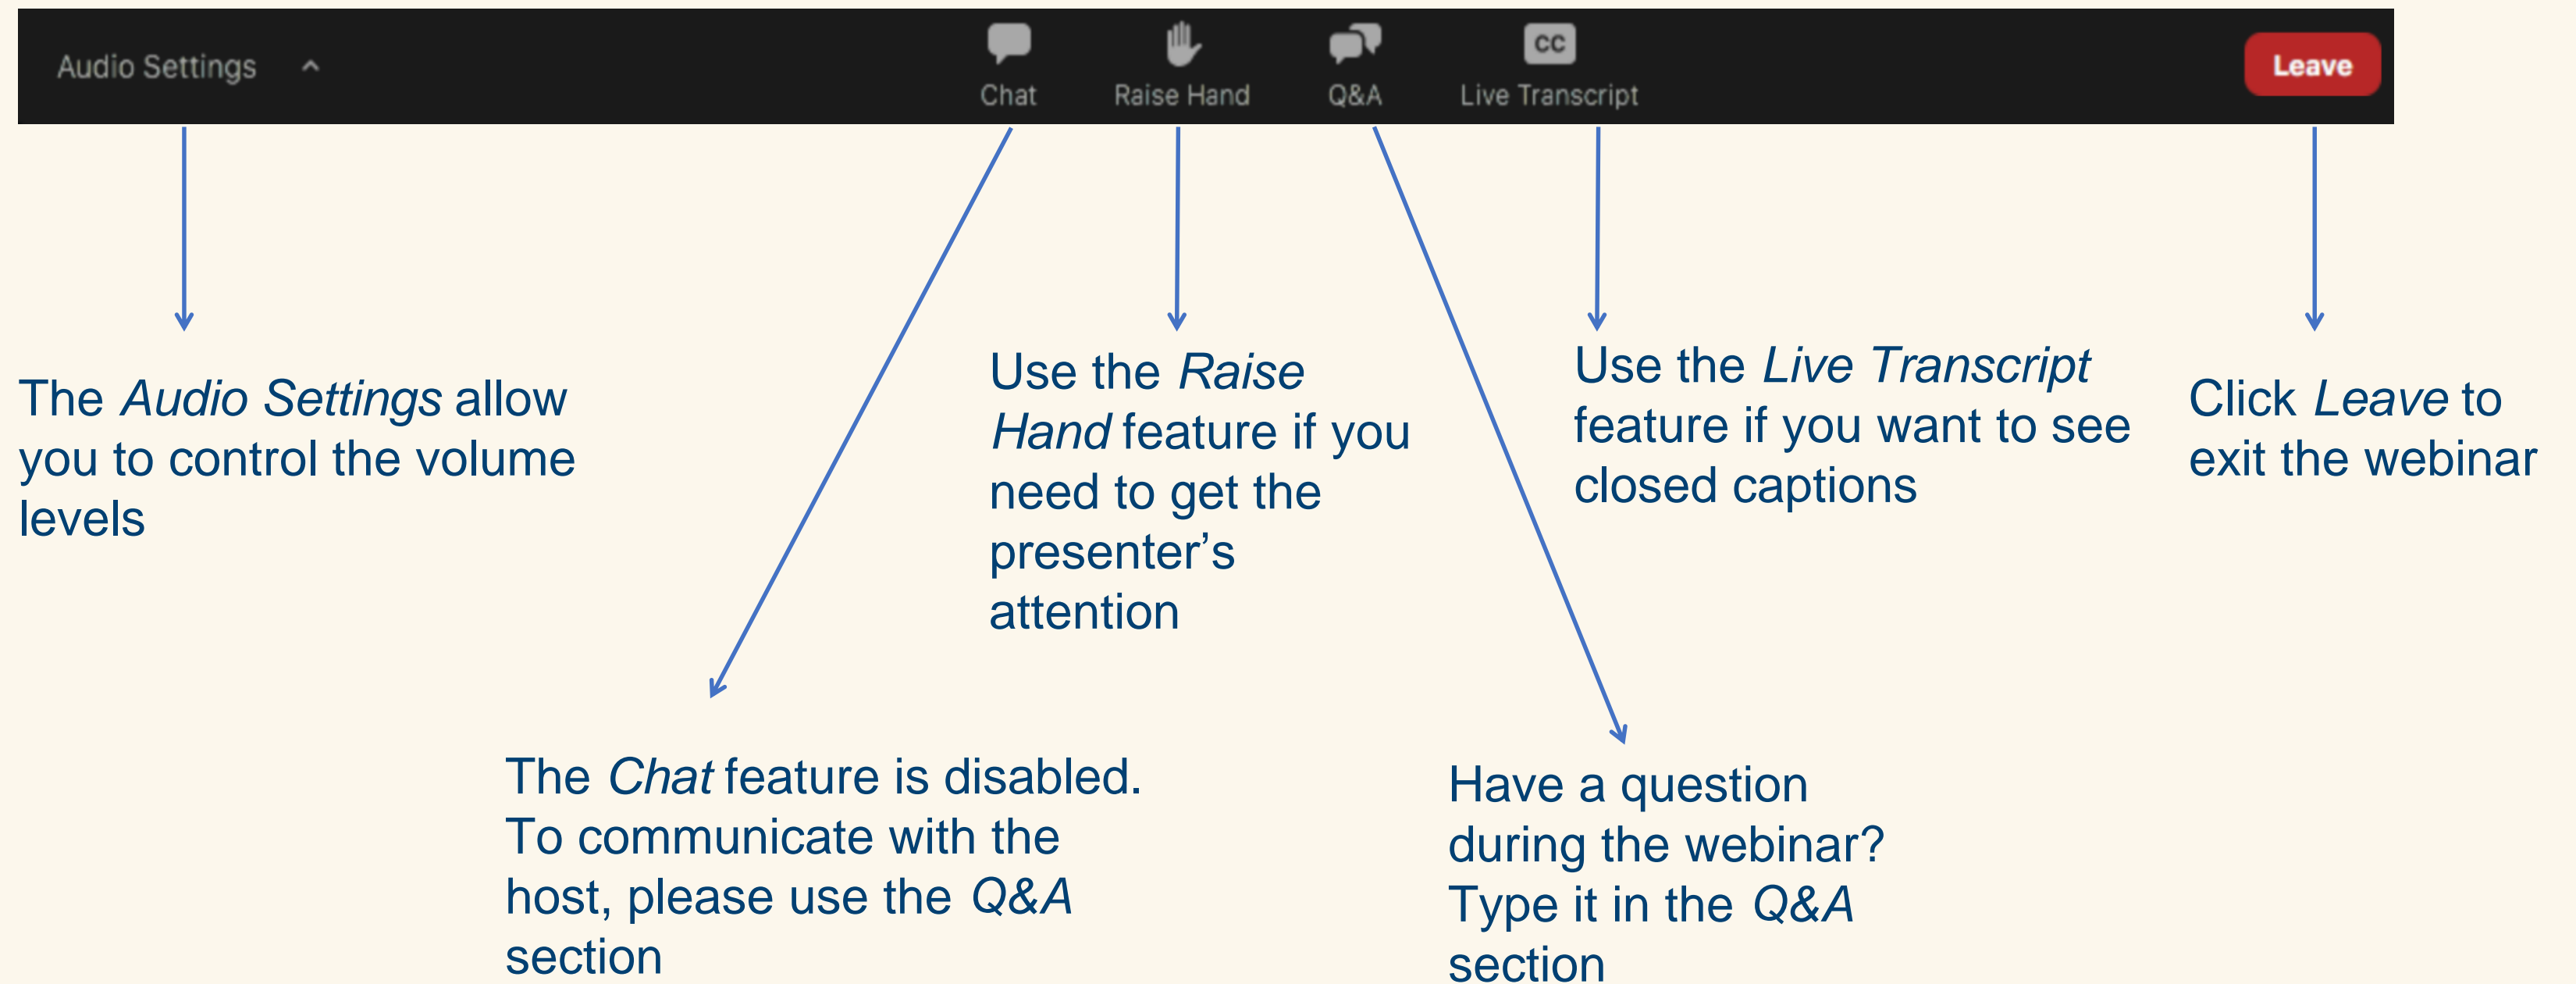 Audio Settings
Chat
Raise Hand
Q&A
CC
Live Transcript
Leave
The Audio Settings allow
you to control the volume
levels
Use the Raise
Hand feature if you
need to get the
presenter’s
attention
Use the Live Transcript
feature if you want to see
closed captions
Click Leave to
exit the webinar
The Chat feature is disabled.
To communicate with the
host, please use the Q&A
section
Have a question
during the webinar?
Type it in the Q&A
section